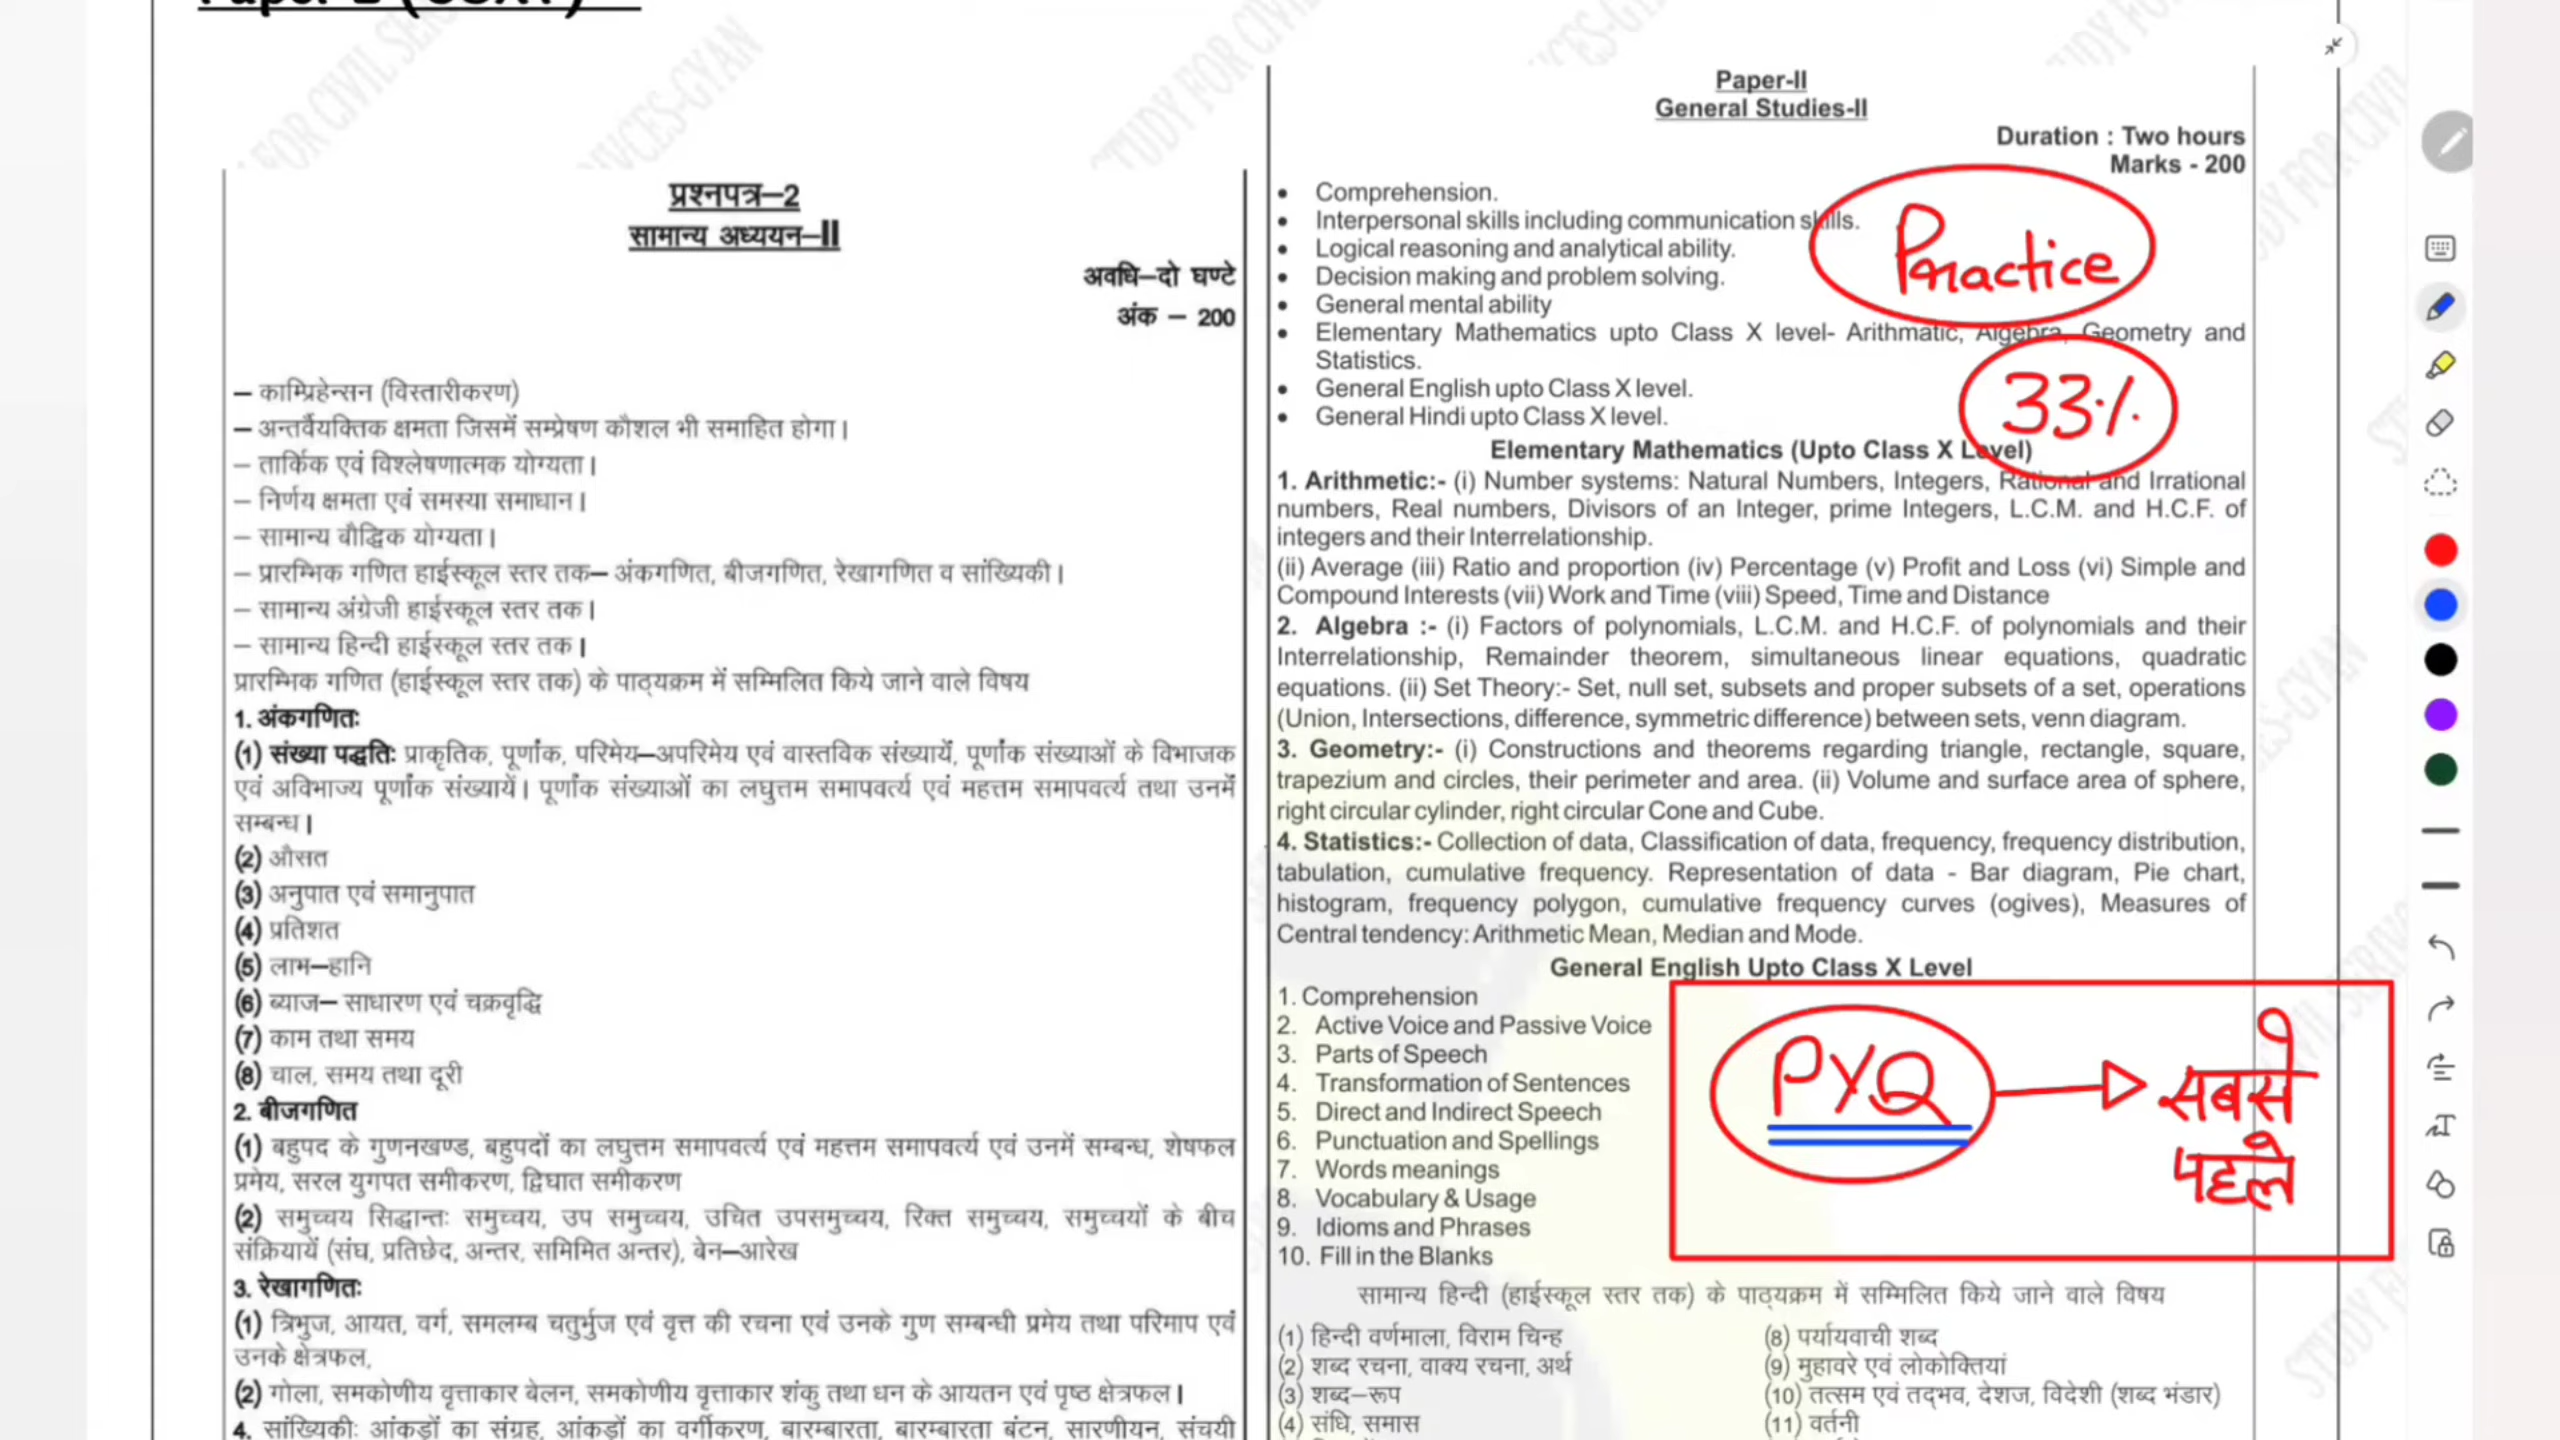 प्रश्नपत्र–2
सामान्य अध्ययन–II
अवधि–दो घण्टे
अंक – 200
– काम्प्रिहेन्सन (विस्तारीकरण)
– अन्तर्वैयक्तिक क्षमता जिसमें सम्प्रेषण कौशल भी समाहित होगा।
– तार्किक एवं विश्लेषणात्मक योग्यता।
– निर्णय क्षमता एवं समस्या समाधान।
– सामान्य बौद्धिक योग्यता।
– प्रारम्भिक गणित हाईस्कूल स्तर तक– अंकगणित, बीजगणित, रेखागणित व सांख्यिकी।
– सामान्य अंग्रेजी हाईस्कूल स्तर तक।
– सामान्य हिन्दी हाईस्कूल स्तर तक।
प्रारम्भिक गणित (हाईस्कूल स्तर तक) के पाठ्यक्रम में सम्मिलित किये जाने वाले विषय
1. अंकगणितः
(1) संख्या पद्धतिः प्राकृतिक, पूर्णांक, परिमेय–अपरिमेय एवं वास्तविक संख्यायें, पूर्णांक संख्याओं के विभाजक
एवं अविभाज्य पूर्णांक संख्यायें। पूर्णांक संख्याओं का लघुत्तम समापवर्त्य एवं महत्तम समापवर्त्य तथा उनमें
सम्बन्ध।
(2) औसत
(3) अनुपात एवं समानुपात
(4) प्रतिशत
(5) लाभ–हानि
(6) ब्याज– साधारण एवं चक्रवृद्धि
(7) काम तथा समय
(8) चाल, समय तथा दूरी
2. बीजगणित
(1) बहुपद के गुणनखण्ड, बहुपदों का लघुत्तम समापवर्त्य एवं महत्तम समापवर्त्य एवं उनमें सम्बन्ध, शेषफल
प्रमेय, सरल युगपत समीकरण, द्विघात समीकरण
(2) समुच्चय सिद्धान्तः समुच्चय, उप समुच्चय, उचित उपसमुच्चय, रिक्त समुच्चय, समुच्चयों के बीच
संक्रियायें (संघ, प्रतिछेद, अन्तर, समिमित अन्तर), बेन–आरेख
3. रेखागणितः
(1) त्रिभुज, आयत, वर्ग, समलम्ब चतुर्भुज एवं वृत्त की रचना एवं उनके गुण सम्बन्धी प्रमेय तथा परिमाप एवं
उनके क्षेत्रफल,
(2) गोला, समकोणीय वृत्ताकार बेलन, समकोणीय वृत्ताकार शंकु तथा धन के आयतन एवं पृष्ठ क्षेत्रफल।
4. सांख्यिकीः आंकड़ों का संग्रह, आंकड़ों का वर्गीकरण, बारम्बारता, बारम्बारता बंटन, सारणीयन, संचयी
Paper-II
General Studies-II
Duration : Two hours
Marks - 200
• Comprehension.
• Interpersonal skills including communication skills.
• Logical reasoning and analytical ability.
• Decision making and problem solving.
• General mental ability
• Elementary Mathematics upto Class X level- Arithmatic, Algebra, Geometry and
Statistics.
• General English upto Class X level.
• General Hindi upto Class X level.
Practice
33%
Elementary Mathematics (Upto Class X Level)
1. Arithmetic:- (i) Number systems: Natural Numbers, Integers, Rational and Irrational
numbers, Real numbers, Divisors of an Integer, prime Integers, L.C.M. and H.C.F. of
integers and their Interrelationship.
(ii) Average (iii) Ratio and proportion (iv) Percentage (v) Profit and Loss (vi) Simple and
Compound Interests (vii) Work and Time (viii) Speed, Time and Distance
2. Algebra :- (i) Factors of polynomials, L.C.M. and H.C.F. of polynomials and their
Interrelationship, Remainder theorem, simultaneous linear equations, quadratic
equations. (ii) Set Theory:- Set, null set, subsets and proper subsets of a set, operations
(Union, Intersections, difference, symmetric difference) between sets, venn diagram.
3. Geometry:- (i) Constructions and theorems regarding triangle, rectangle, square,
trapezium and circles, their perimeter and area. (ii) Volume and surface area of sphere,
right circular cylinder, right circular Cone and Cube.
4. Statistics:- Collection of data, Classification of data, frequency, frequency distribution,
tabulation, cumulative frequency. Representation of data - Bar diagram, Pie chart,
histogram, frequency polygon, cumulative frequency curves (ogives), Measures of
Central tendency: Arithmetic Mean, Median and Mode.
General English Upto Class X Level
1. Comprehension
2. Active Voice and Passive Voice
3. Parts of Speech
4. Transformation of Sentences
5. Direct and Indirect Speech
6. Punctuation and Spellings
7. Words meanings
8. Vocabulary & Usage
9. Idioms and Phrases
10. Fill in the Blanks
PYQ
सबसे
पहले
सामान्य हिन्दी (हाईस्कूल स्तर तक) के पाठ्यक्रम में सम्मिलित किये जाने वाले विषय
(1) हिन्दी वर्णमाला, विराम चिन्ह
(2) शब्द रचना, वाक्य रचना, अर्थ
(3) शब्द–रूप
(4) संधि, समास
(8) पर्यायवाची शब्द
(9) मुहावरे एवं लोकोक्तियां
(10) तत्सम एवं तद्भव, देशज, विदेशी (शब्द भंडार)
(11) वर्तनी